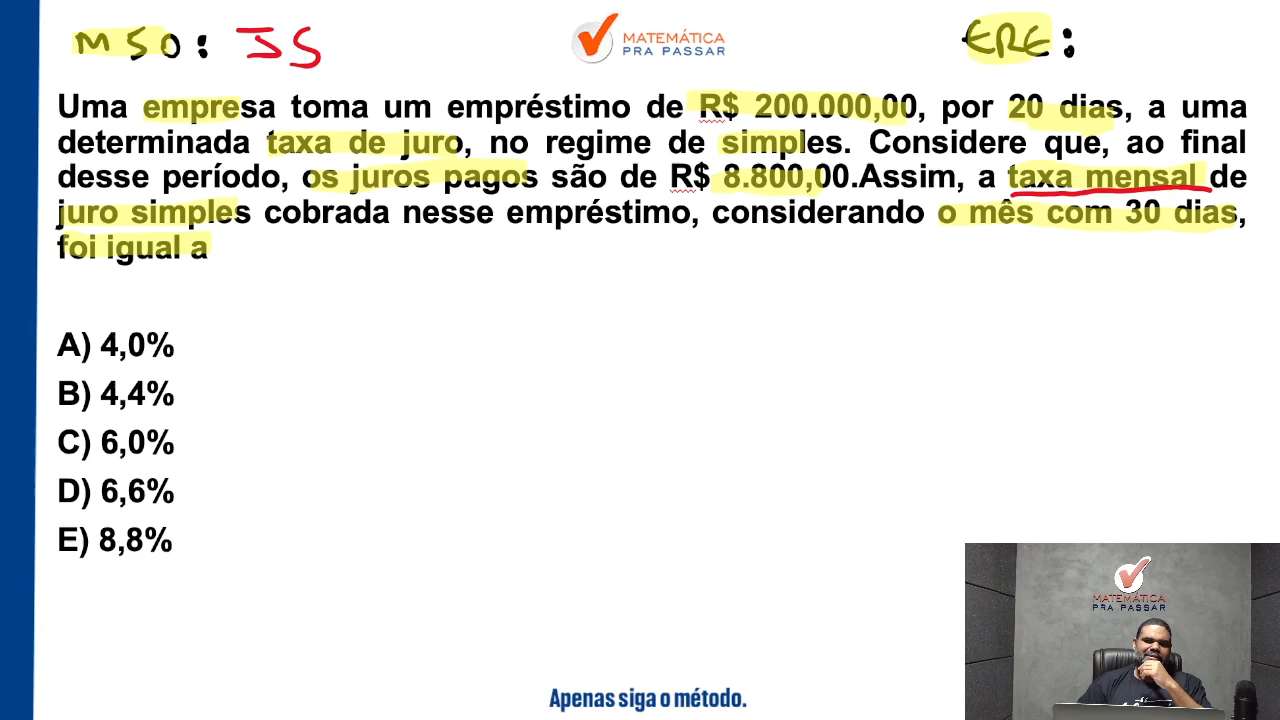 M50: JS
MATEMÁTICA
PRA PASSAR
ERE:
Uma empresa toma um empréstimo de R$ 200.000,00, por 20 dias, a uma
determinada taxa de juro, no regime de simples. Considere que, ao final
desse período, os juros pagos são de R$ 8.800,00.Assim, a taxa mensal de
juro simples cobrada nesse empréstimo, considerando o mês com 30 dias,
foi igual a
A) 4,0%
B) 4,4%
C) 6,0%
D) 6,6%
E) 8,8%
MATEMÁTICA
PRA PASSAR
Apenas siga o método.